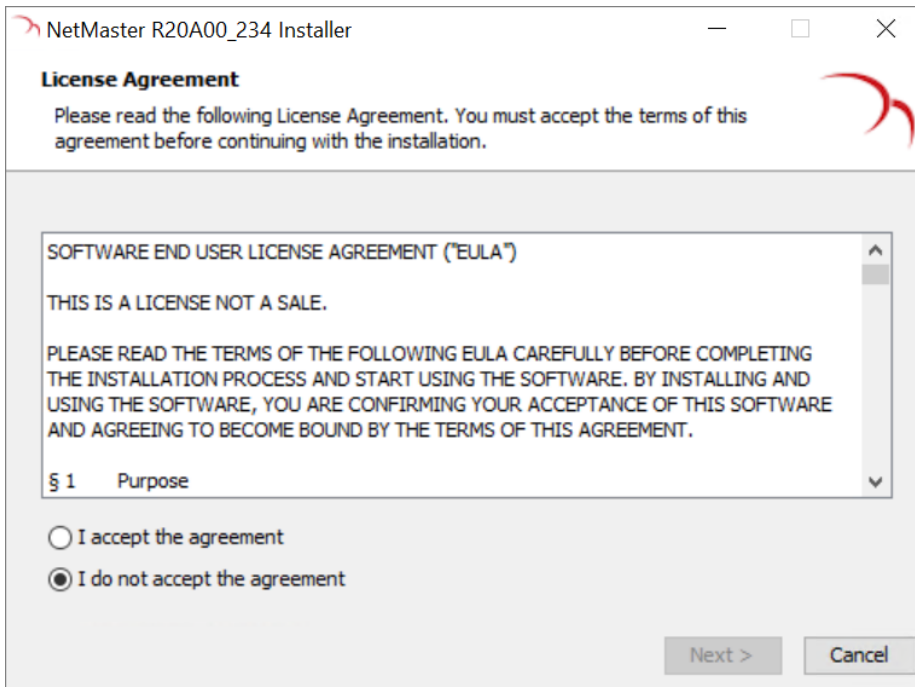 NetMaster R20A00_234 Installer
License Agreement
Please read the following License Agreement. You must accept the terms of this
agreement before continuing with the installation.
SOFTWARE END USER LICENSE AGREEMENT ("EULA")
THIS IS A LICENSE NOT A SALE.
PLEASE READ THE TERMS OF THE FOLLOWING EULA CAREFULLY BEFORE COMPLETING
THE INSTALLATION PROCESS AND START USING THE SOFTWARE. BY INSTALLING AND
USING THE SOFTWARE, YOU ARE CONFIRMING YOUR ACCEPTANCE OF THIS SOFTWARE
AND AGREEING TO BECOME BOUND BY THE TERMS OF THIS AGREEMENT.
§ 1 Purpose
I accept the agreement
I do not accept the agreement
Next > Cancel